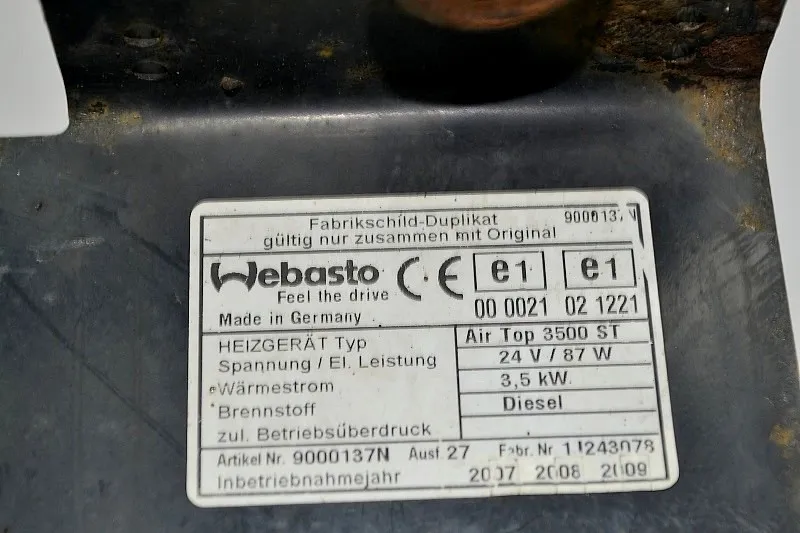 Fabrikschild-Duplikat
gültig nur zusammen mit Original
Webasto CE e1 e1
Feel the drive
Made in Germany 00 0021 02 1221
HEIZGERÄT Typ Air Top 3500 ST
Spannung / El. Leistung 24 V / 87 W
Wärmestrom 3,5 kW
Brennstoff Diesel
zul. Betriebsüberdruck
Artikel Nr. 9000137N Ausf 27 Fabr. Nr
Inbetriebnahmejahr 2007 2008 2009